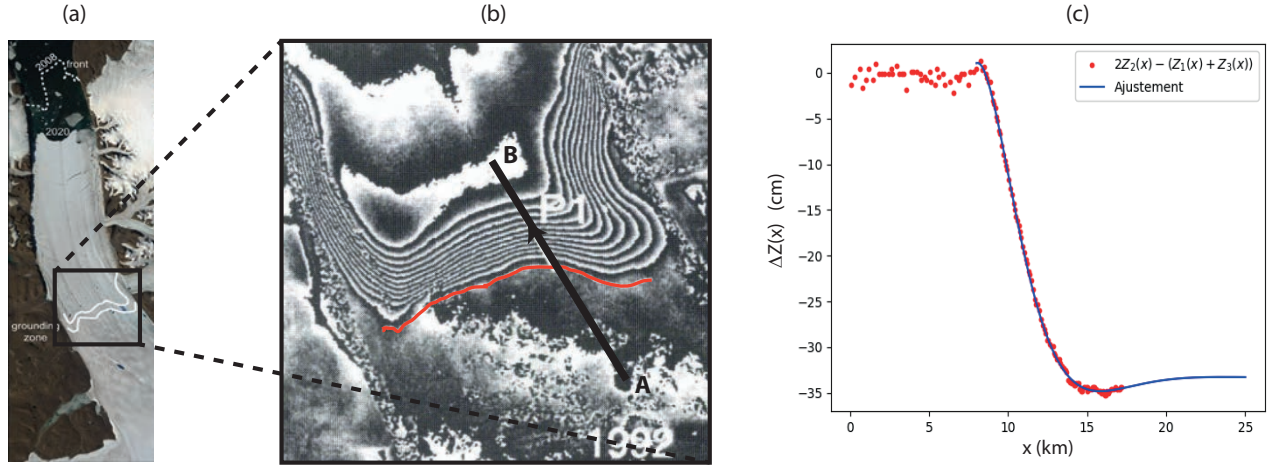 (a)
2008
front
2020
grounding
zone
(b)
B
P1
A
1992
(c)
2Z₂(x) − (Z₁(x) + Z₃(x))
Ajustement
ΔZ(x) (cm)
0
−5
−10
−15
−20
−25
−30
−35
0 5 10 15 20 25
x (km)